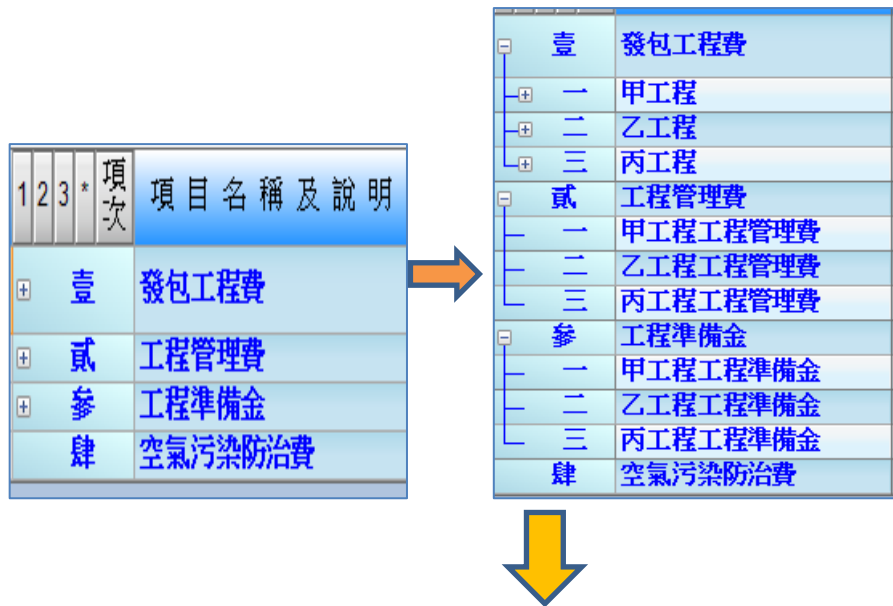 1 2 3 * 項次 項目名稱及說明
壹 發包工程費
貳 工程管理費
參 工程準備金
肆 空氣污染防治費
壹 發包工程費
一 甲工程
二 乙工程
三 丙工程
貳 工程管理費
一 甲工程工程管理費
二 乙工程工程管理費
三 丙工程工程管理費
參 工程準備金
一 甲工程工程準備金
二 乙工程工程準備金
三 丙工程工程準備金
肆 空氣污染防治費